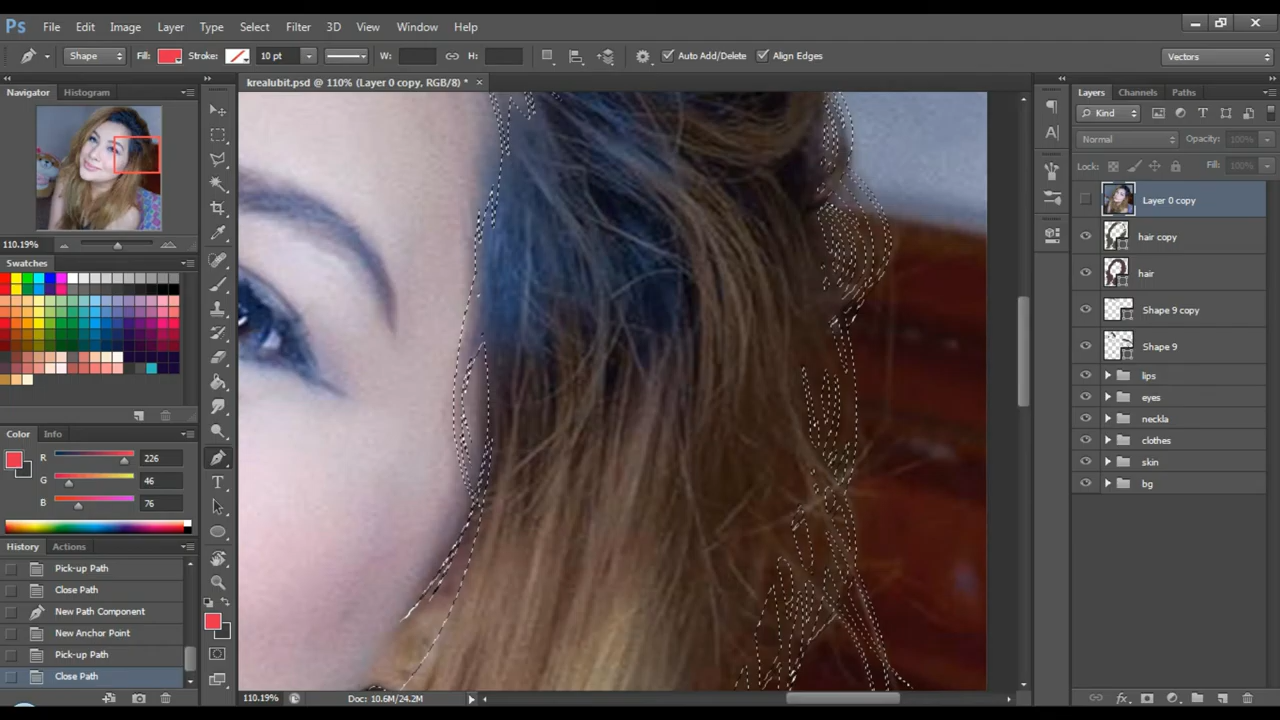 Ps File Edit Image Layer Type Select Filter 3D View Window Help
Shape Fill: Stroke: 10 pt W: H: Auto Add/Delete Align Edges Vectors
Navigator Histogram
krealubit.psd @ 110% (Layer 0 copy, RGB/8) *
110.19%
Swatches
Color Info
R 226
G 46
B 76
History Actions
Pick-up Path
Close Path
New Path Component
New Anchor Point
Pick-up Path
Close Path
110.19% Doc: 10.6M/24.2M
Layers Channels Paths
Kind
Normal Opacity: 100%
Lock: Fill: 100%
Layer 0 copy
hair copy
hair
Shape 9 copy
Shape 9
lips
eyes
neckla
clothes
skin
bg